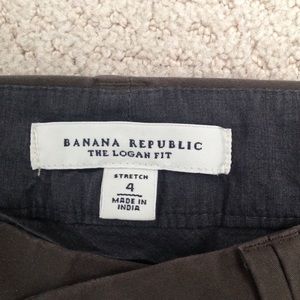 BANANA REPUBLIC
THE LOGAN FIT
STRETCH
4
MADE IN
INDIA